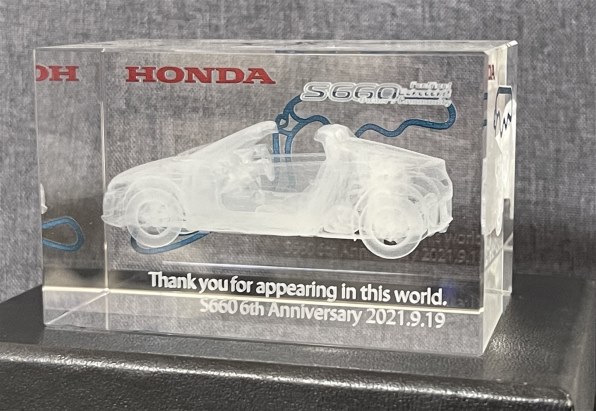 HONDA
S660
Thank you for appearing in this world.
S660 6th Anniversary 2021.9.19